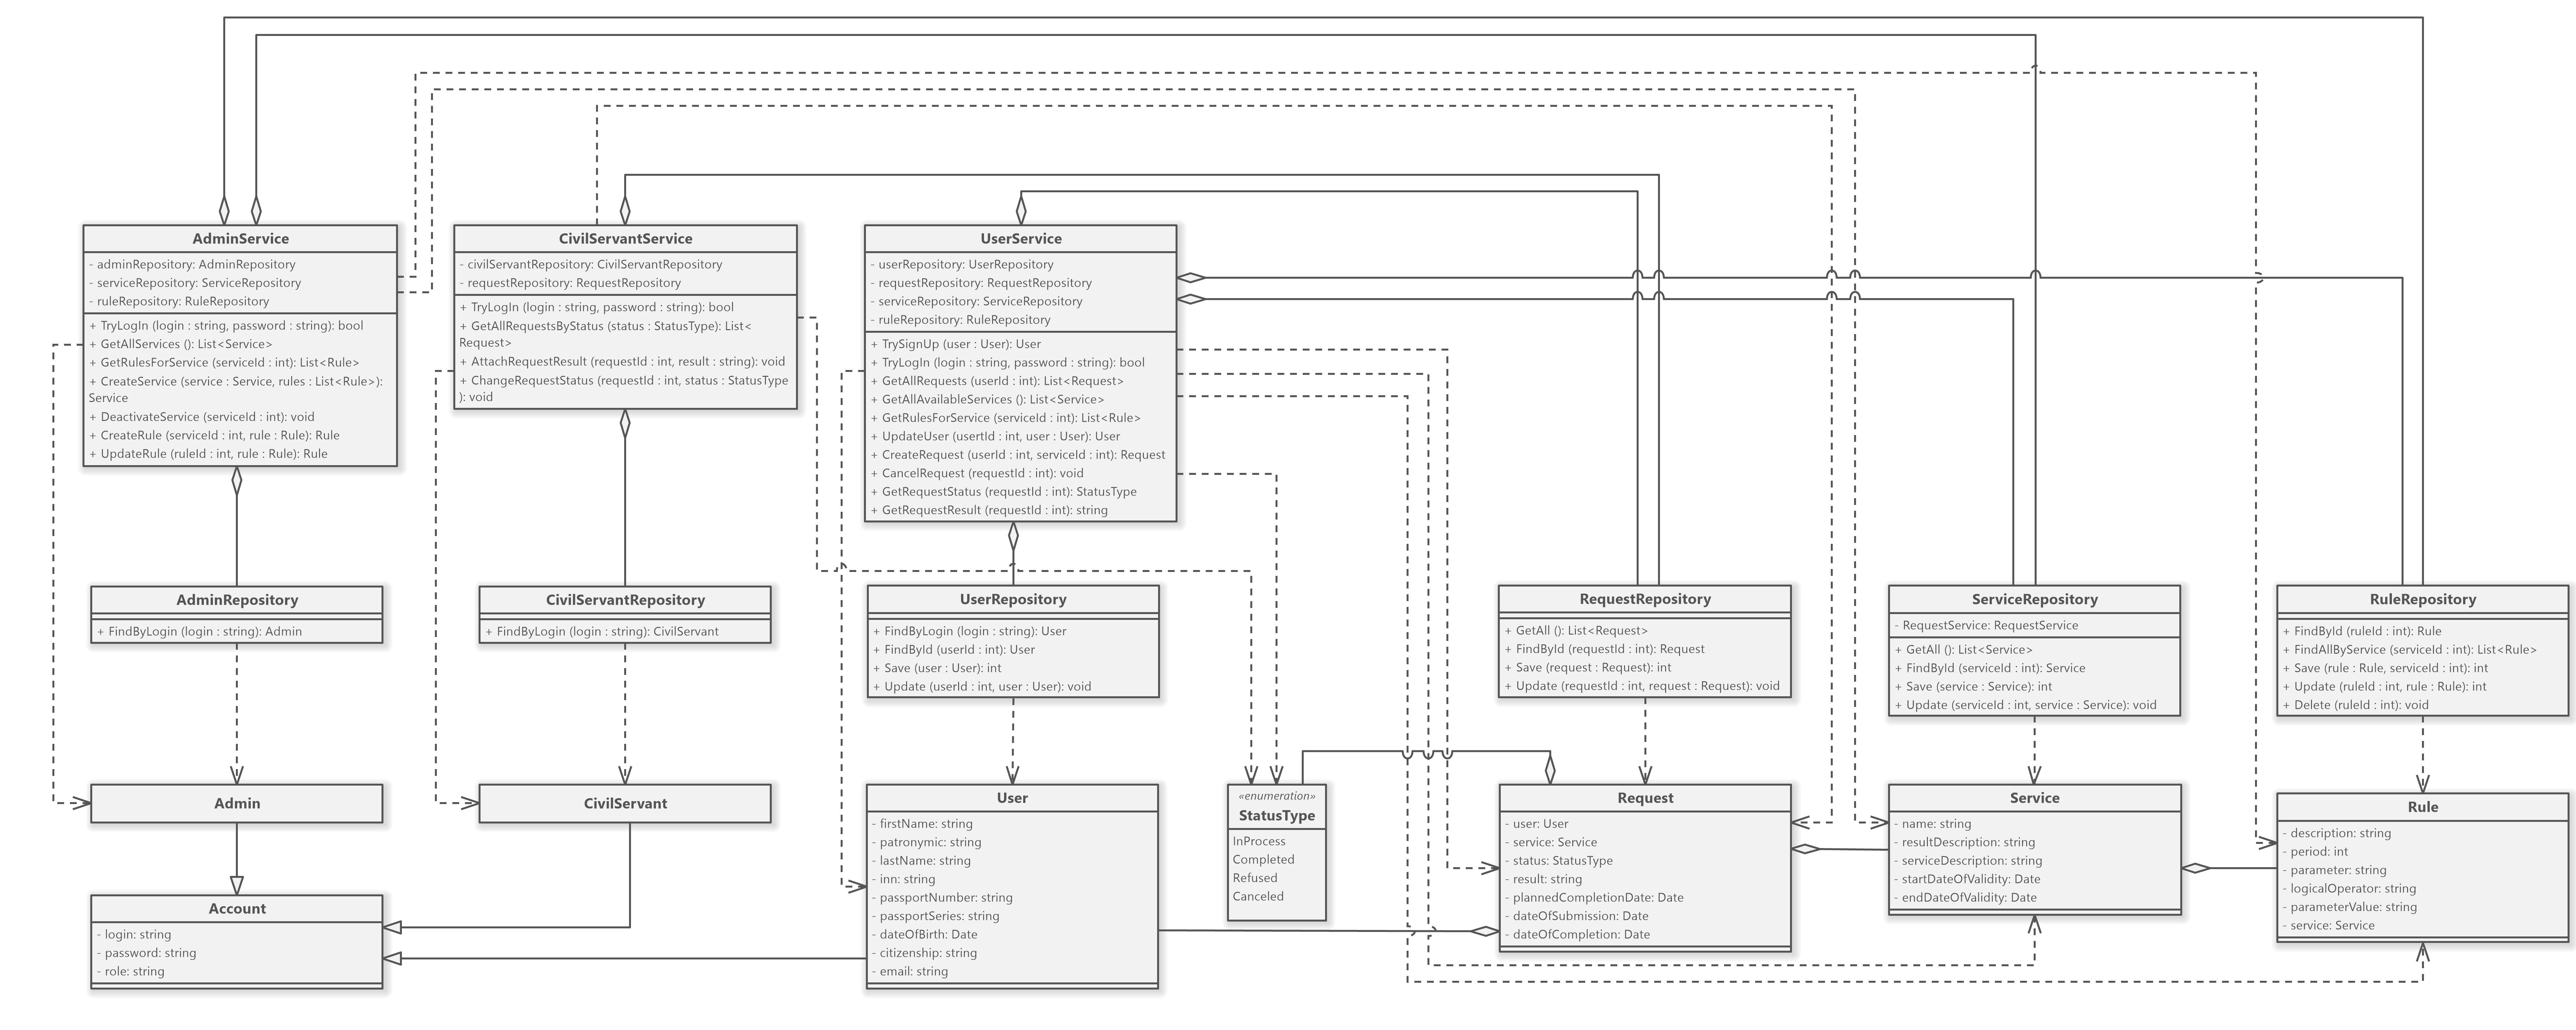 AdminService
- adminRepository: AdminRepository
- serviceRepository: ServiceRepository
- ruleRepository: RuleRepository
+ TryLogIn (login : string, password : string): bool
+ GetAllServices (): List<Service>
+ GetRulesForService (serviceId : int): List<Rule>
+ CreateService (service : Service, rules : List<Rule>):
Service
+ DeactivateService (serviceId : int): void
+ CreateRule (serviceId : int, rule : Rule): Rule
+ UpdateRule (ruleId : int, rule : Rule): Rule
CivilServantService
- civilServantRepository: CivilServantRepository
- requestRepository: RequestRepository
+ TryLogIn (login : string, password : string): bool
+ GetAllRequestsByStatus (status : StatusType): List<
Request>
+ AttachRequestResult (requestId : int, result : string): void
+ ChangeRequestStatus (requestId : int, status : StatusType
): void
UserService
- userRepository: UserRepository
- requestRepository: RequestRepository
- serviceRepository: ServiceRepository
- ruleRepository: RuleRepository
+ TrySignUp (user : User): User
+ TryLogIn (login : string, password : string): bool
+ GetAllRequests (userId : int): List<Request>
+ GetAllAvailableServices (): List<Service>
+ GetRulesForService (serviceId : int): List<Rule>
+ UpdateUser (usertId : int, user : User): User
+ CreateRequest (userId : int, serviceId : int): Request
+ CancelRequest (requestId : int): void
+ GetRequestStatus (requestId : int): StatusType
+ GetRequestResult (requestId : int): string
AdminRepository
+ FindByLogin (login : string): Admin
CivilServantRepository
+ FindByLogin (login : string): CivilServant
UserRepository
+ FindByLogin (login : string): User
+ FindById (userId : int): User
+ Save (user : User): int
+ Update (userId : int, user : User): void
RequestRepository
+ GetAll (): List<Request>
+ FindById (requestId : int): Request
+ Save (request : Request): int
+ Update (requestId : int, request : Request): void
ServiceRepository
- RequestService: RequestService
+ GetAll (): List<Service>
+ FindById (serviceId : int): Service
+ Save (service : Service): int
+ Update (serviceId : int, service : Service): void
RuleRepository
+ FindById (ruleId : int): Rule
+ FindAllByService (serviceId : int): List<Rule>
+ Save (rule : Rule, serviceId : int): int
+ Update (ruleId : int, rule : Rule): int
+ Delete (ruleId : int): void
Admin
CivilServant
User
- firstName: string
- patronymic: string
- lastName: string
- inn: string
- passportNumber: string
- passportSeries: string
- dateOfBirth: Date
- citizenship: string
- email: string
«enumeration»
StatusType
InProcess
Completed
Refused
Canceled
Request
- user: User
- service: Service
- status: StatusType
- result: string
- plannedCompletionDate: Date
- dateOfSubmission: Date
- dateOfCompletion: Date
Service
- name: string
- resultDescription: string
- serviceDescription: string
- startDateOfValidity: Date
- endDateOfValidity: Date
Rule
- description: string
- period: int
- parameter: string
- logicalOperator: string
- parameterValue: string
- service: Service
Account
- login: string
- password: string
- role: string